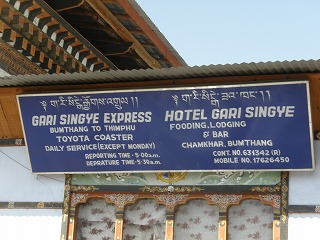 GARI SINGYE EXPRESS
BUMTHANG TO THIMPHU
TOYOTA COASTER
DAILY SERVICE (EXCEPT MONDAY)
REPORTING TIME - 5·00a.m.
DEPRATURE TIME - 5·30a.m.
HOTEL GARI SINGYE
FOODING, LODGING
& BAR
CHAMKHAR, BUMTHANG
CONT. NO: 631342 (R)
MOBILE NO. 17626450